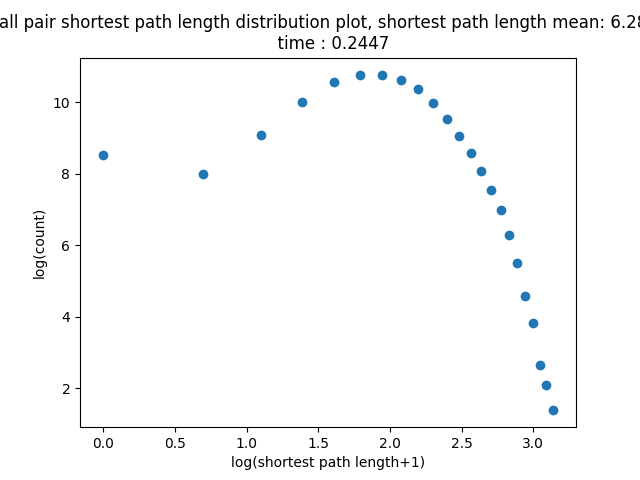 all pair shortest path length distribution plot, shortest path length mean: 6.28
time : 0.2447
log(count)
10
8
6
4
2
0.0 0.5 1.0 1.5 2.0 2.5 3.0
log(shortest path length+1)